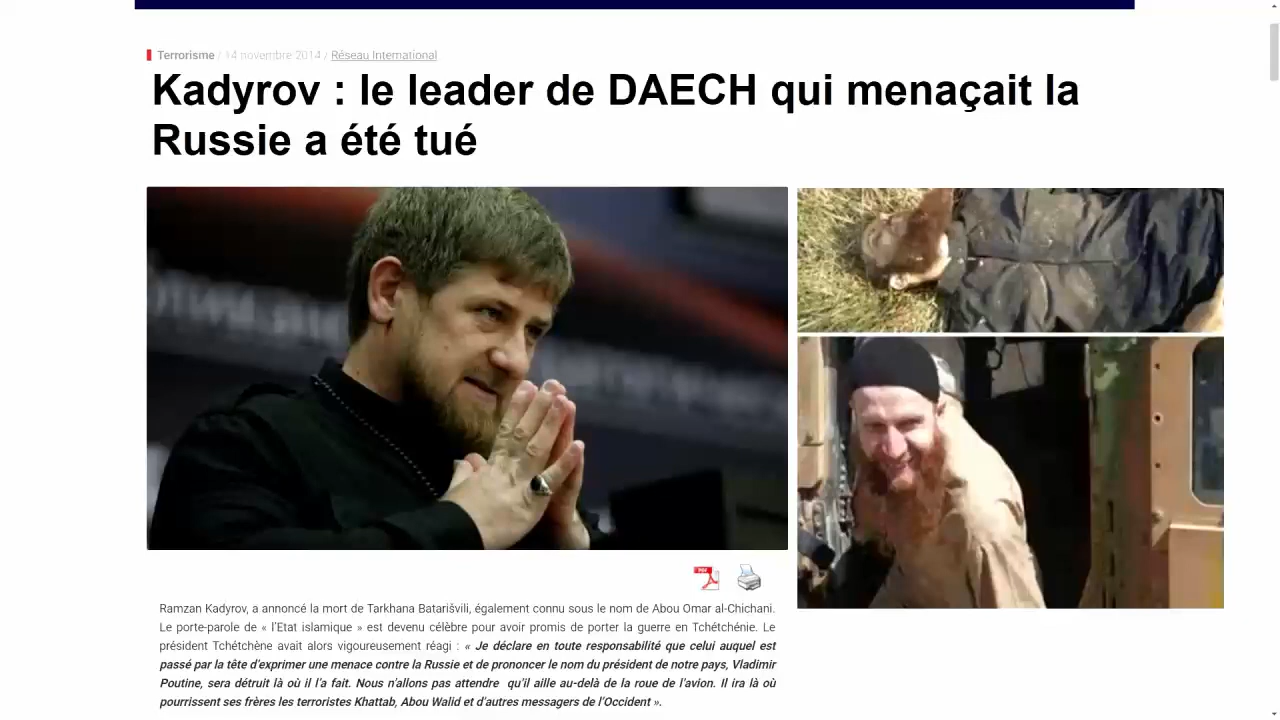 Terrorisme / 14 novembre 2014 / Réseau International
Kadyrov : le leader de DAECH qui menaçait la
Russie a été tué
PDF
Ramzan Kadyrov, a annoncé la mort de Tarkhana Batarišvili, également connu sous le nom de Abou Omar al-Chichani.
Le porte-parole de « l'Etat islamique » est devenu célèbre pour avoir promis de porter la guerre en Tchétchénie. Le
président Tchétchène avait alors vigoureusement réagi : « Je déclare en toute responsabilité que celui auquel est
passé par la tête d'exprimer une menace contre la Russie et de prononcer le nom du président de notre pays, Vladimir
Poutine, sera détruit là où il l'a fait. Nous n'allons pas attendre qu'il aille au-delà de la roue de l'avion. Il ira là où
pourrissent ses frères les terroristes Khattab, Abou Walid et d'autres messagers de l'Occident ».